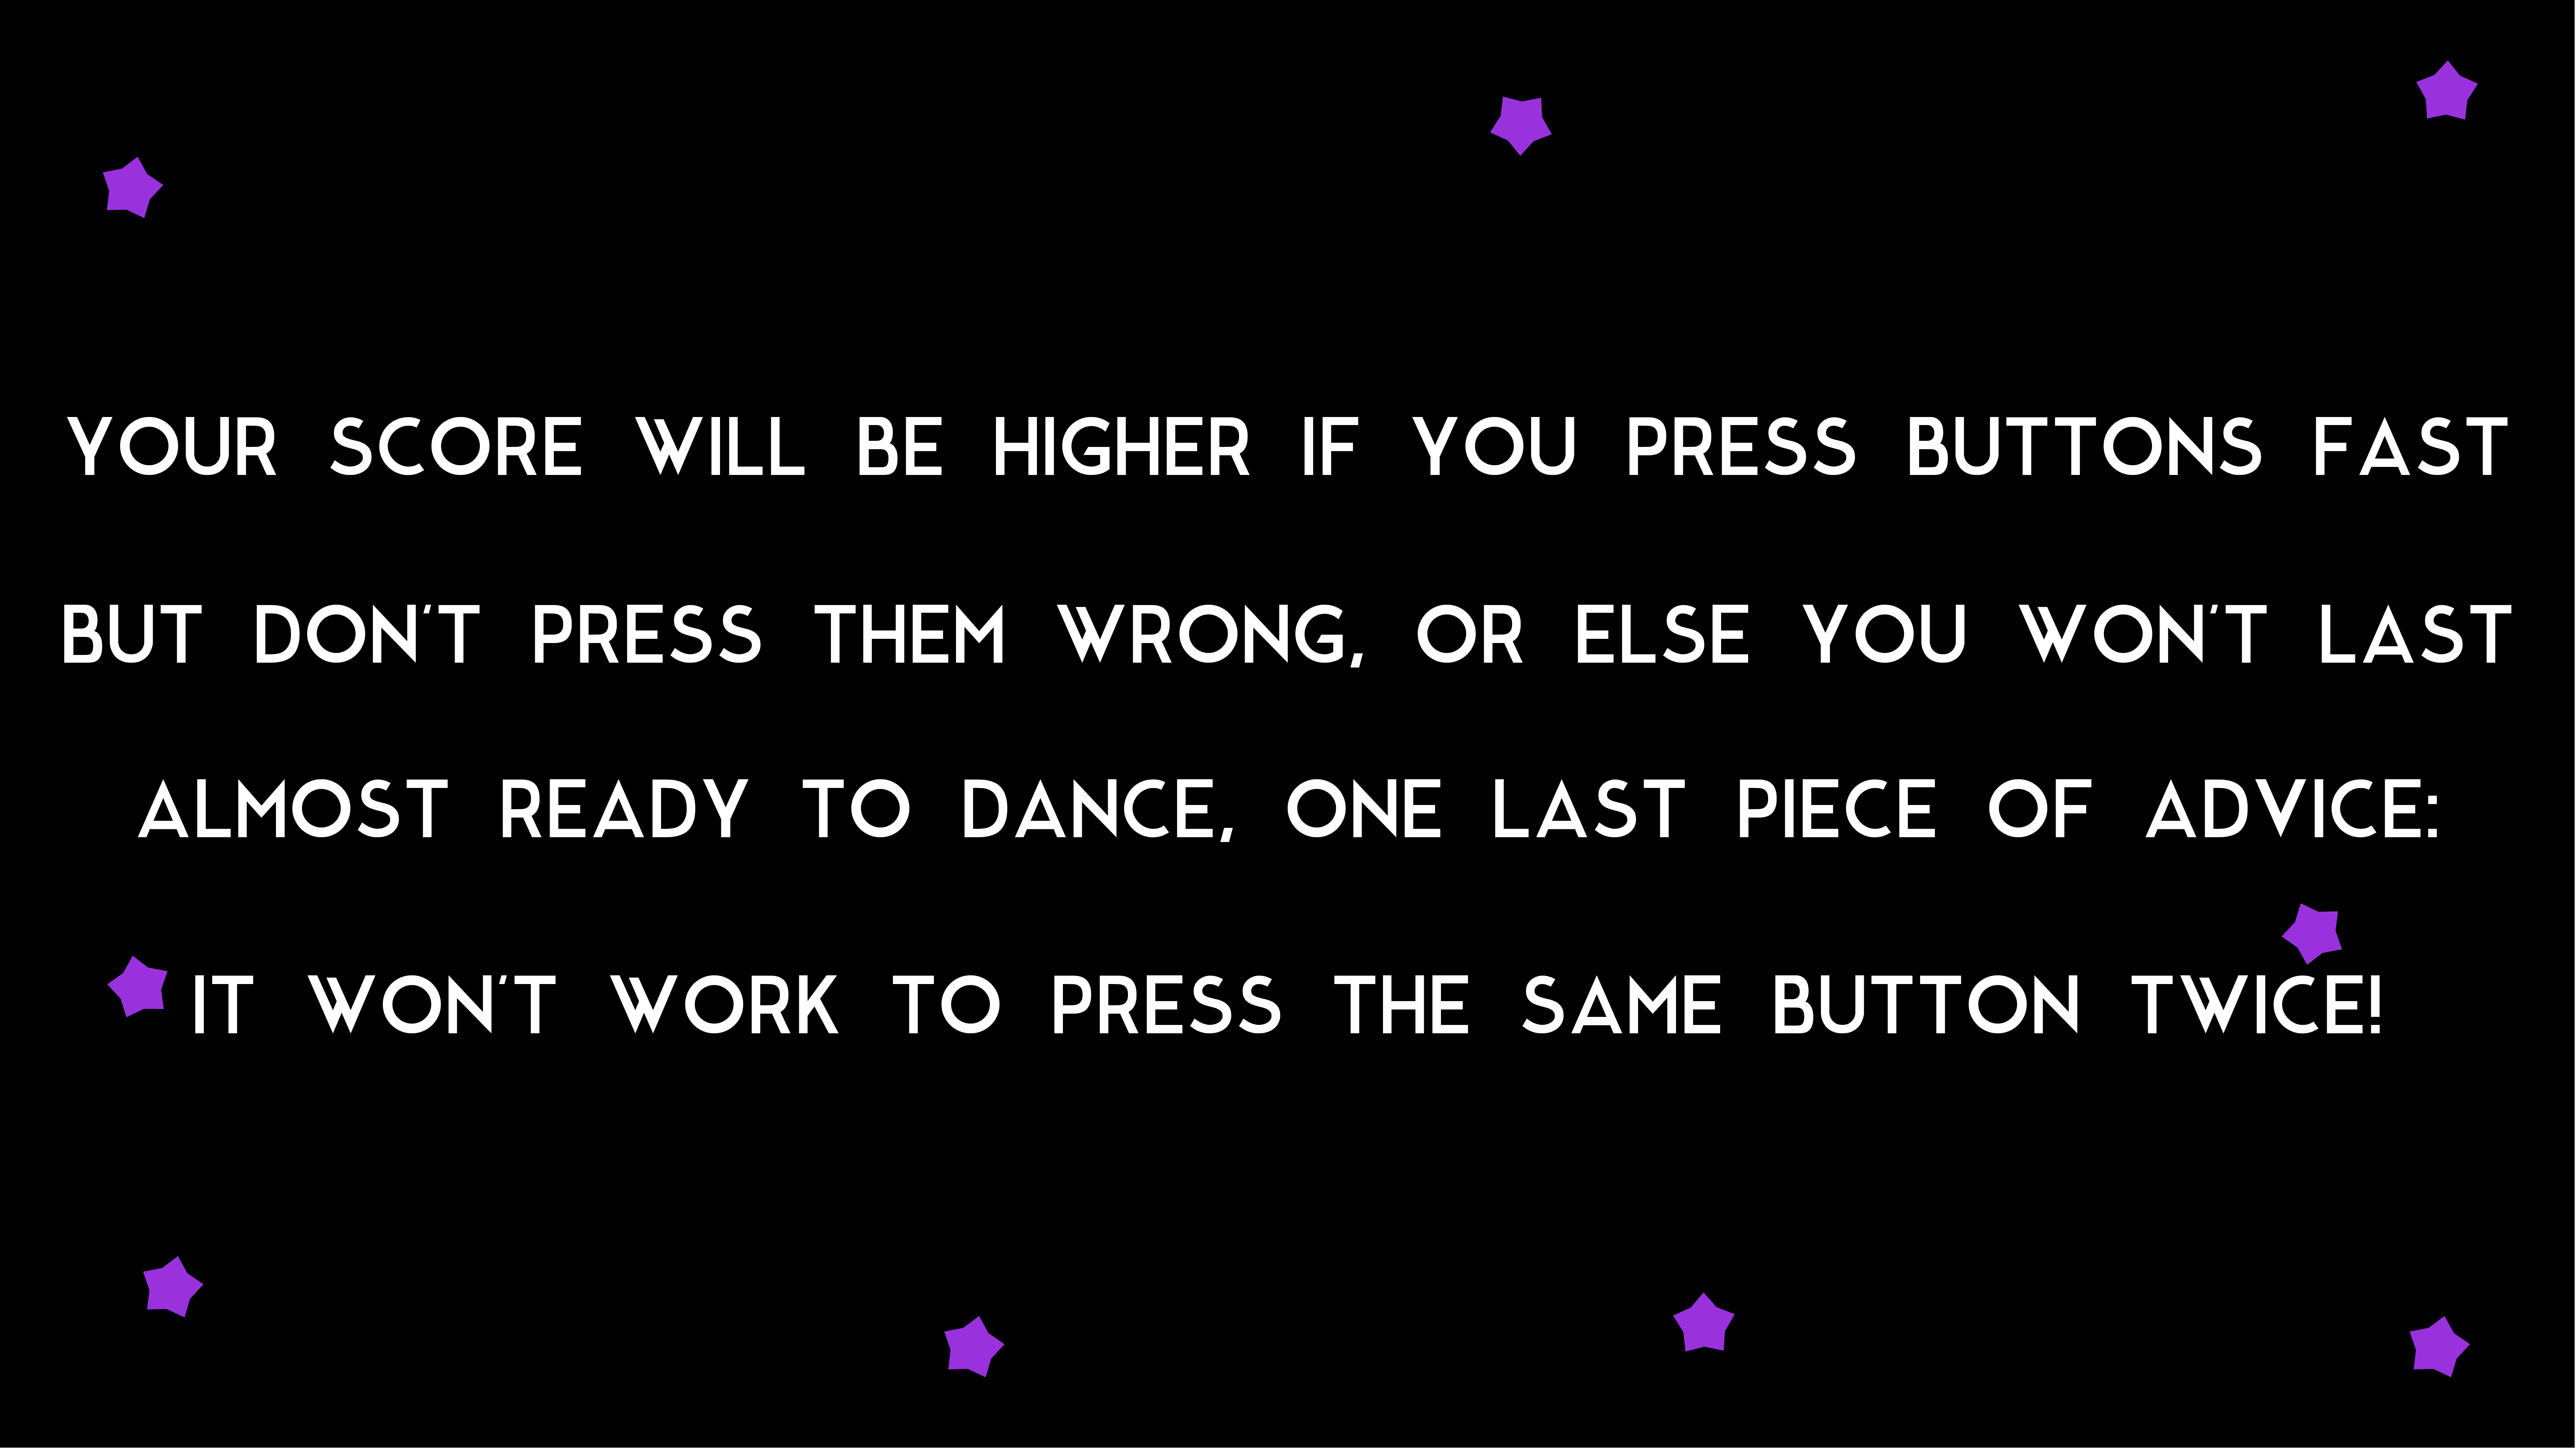 YOUR SCORE WILL BE HIGHER IF YOU PRESS BUTTONS FAST
BUT DON'T PRESS THEM WRONG, OR ELSE YOU WON'T LAST
ALMOST READY TO DANCE, ONE LAST PIECE OF ADVICE:
IT WON'T WORK TO PRESS THE SAME BUTTON TWICE!